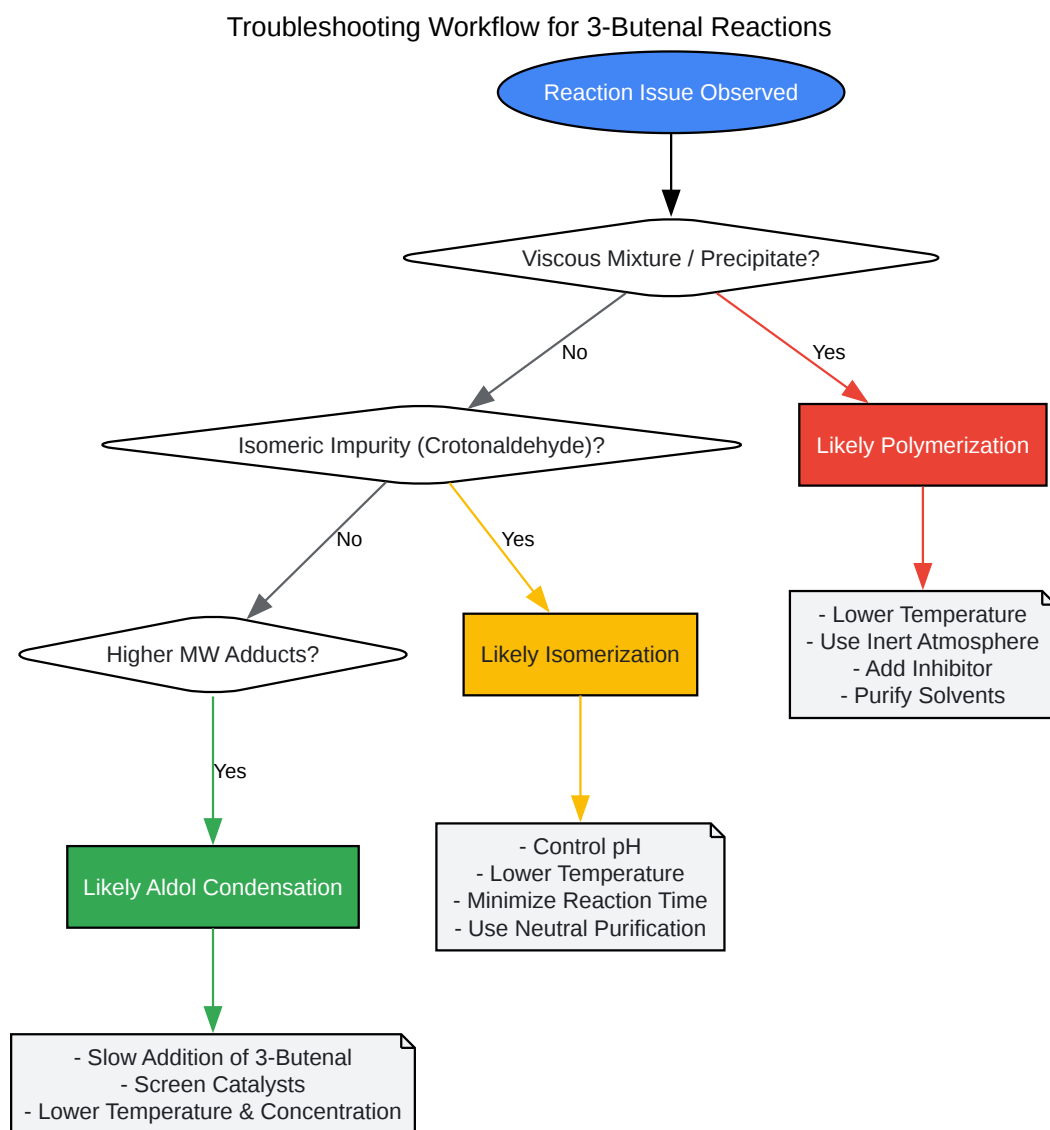 Troubleshooting Workflow for 3-Butenal Reactions
Reaction Issue Observed
Viscous Mixture / Precipitate?
No
Yes
Isomeric Impurity (Crotonaldehyde)?
Likely Polymerization
No
Yes
- Lower Temperature
- Use Inert Atmosphere
- Add Inhibitor
- Purify Solvents
Higher MW Adducts?
Likely Isomerization
Yes
- Control pH
- Lower Temperature
- Minimize Reaction Time
- Use Neutral Purification
Likely Aldol Condensation
- Slow Addition of 3-Butenal
- Screen Catalysts
- Lower Temperature & Concentration